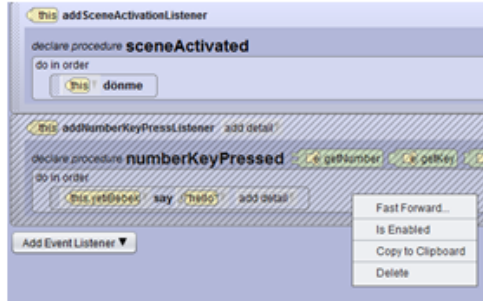 this addSceneActivationListener
declare procedure sceneActivated
do in order
this dönme
this addNumberKeyPressListener add detail
declare procedure numberKeyPressed e getNumber e getKey
do in order
this.yetiBebek say "hello" add detail
Fast Forward...
Is Enabled
Copy to Clipboard
Delete
Add Event Listener ▼